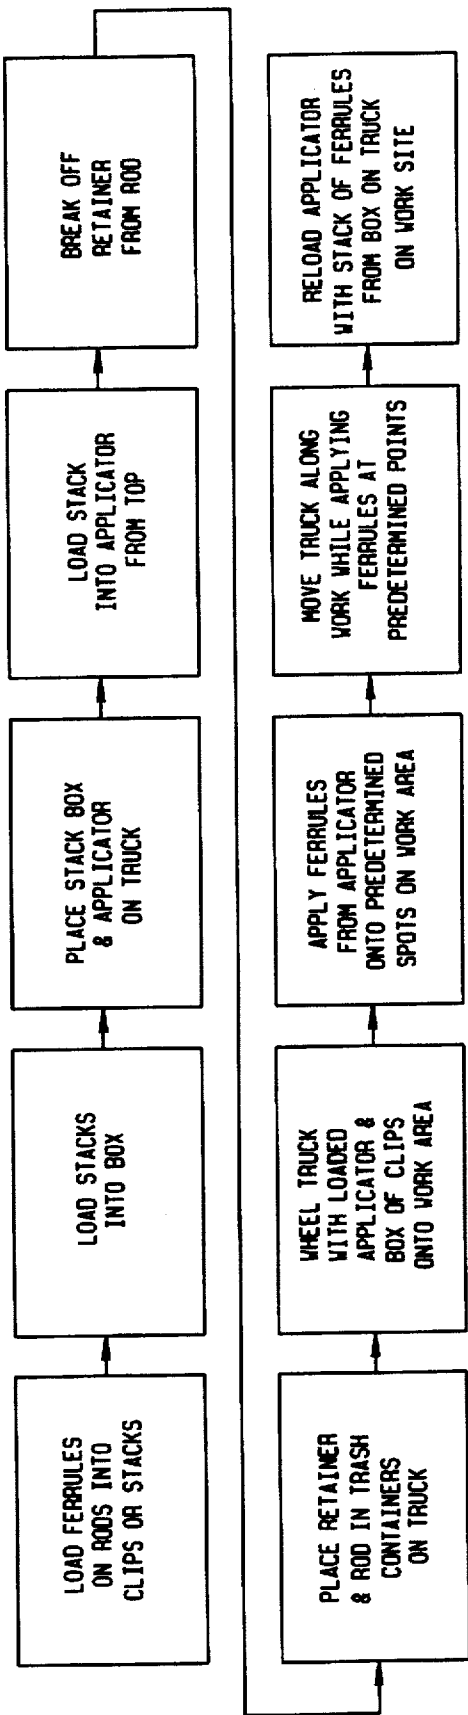 LOAD FERRULES
ON RODS INTO
CLIPS OR STACKS
LOAD STACKS
INTO BOX
PLACE STACK BOX
& APPLICATOR
ON TRUCK
LOAD STACK
INTO APPLICATOR
FROM TOP
BREAK OFF
RETAINER
FROM ROD
PLACE RETAINER
& ROD IN TRASH
CONTAINERS
ON TRUCK
WHEEL TRUCK
WITH LOADED
APPLICATOR &
BOX OF CLIPS
ONTO WORK AREA
APPLY FERRULES
FROM APPLICATOR
ONTO PREDETERMINED
SPOTS ON WORK AREA
MOVE TRUCK ALONG
WORK WHILE APPLYING
FERRULES AT
PREDETERMINED POINTS
RELOAD APPLICATOR
WITH STACK OF FERRULES
FROM BOX ON TRUCK
ON WORK SITE